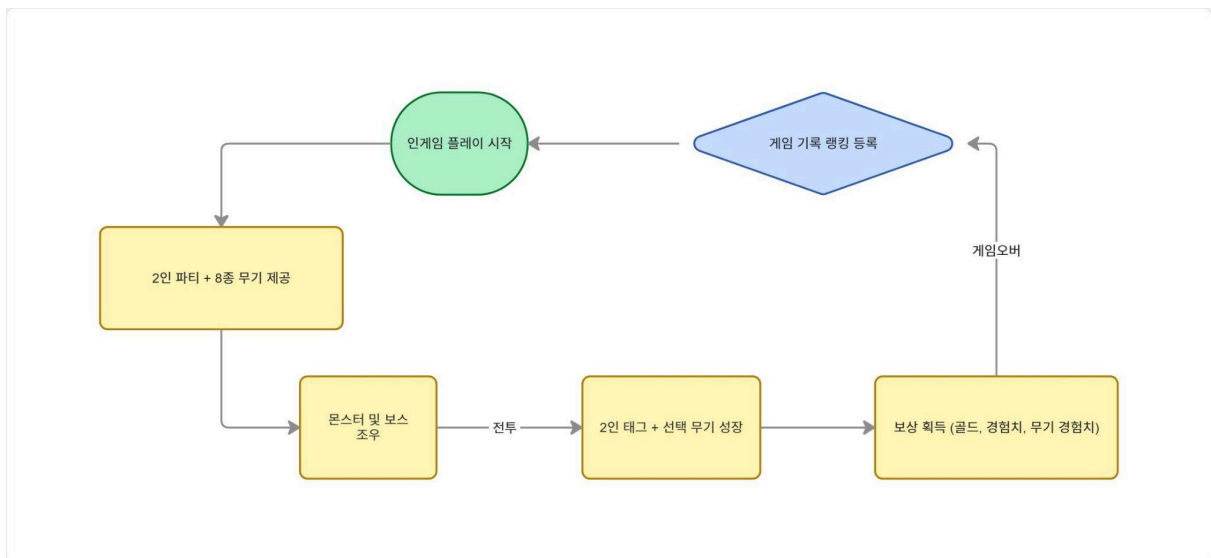 인게임 플레이 시작
게임 기록 랭킹 등록
게임오버
2인 파티 + 8종 무기 제공
몬스터 및 보스
조우
전투
2인 태그 + 선택 무기 성장
보상 획득 (골드, 경험치, 무기 경험치)